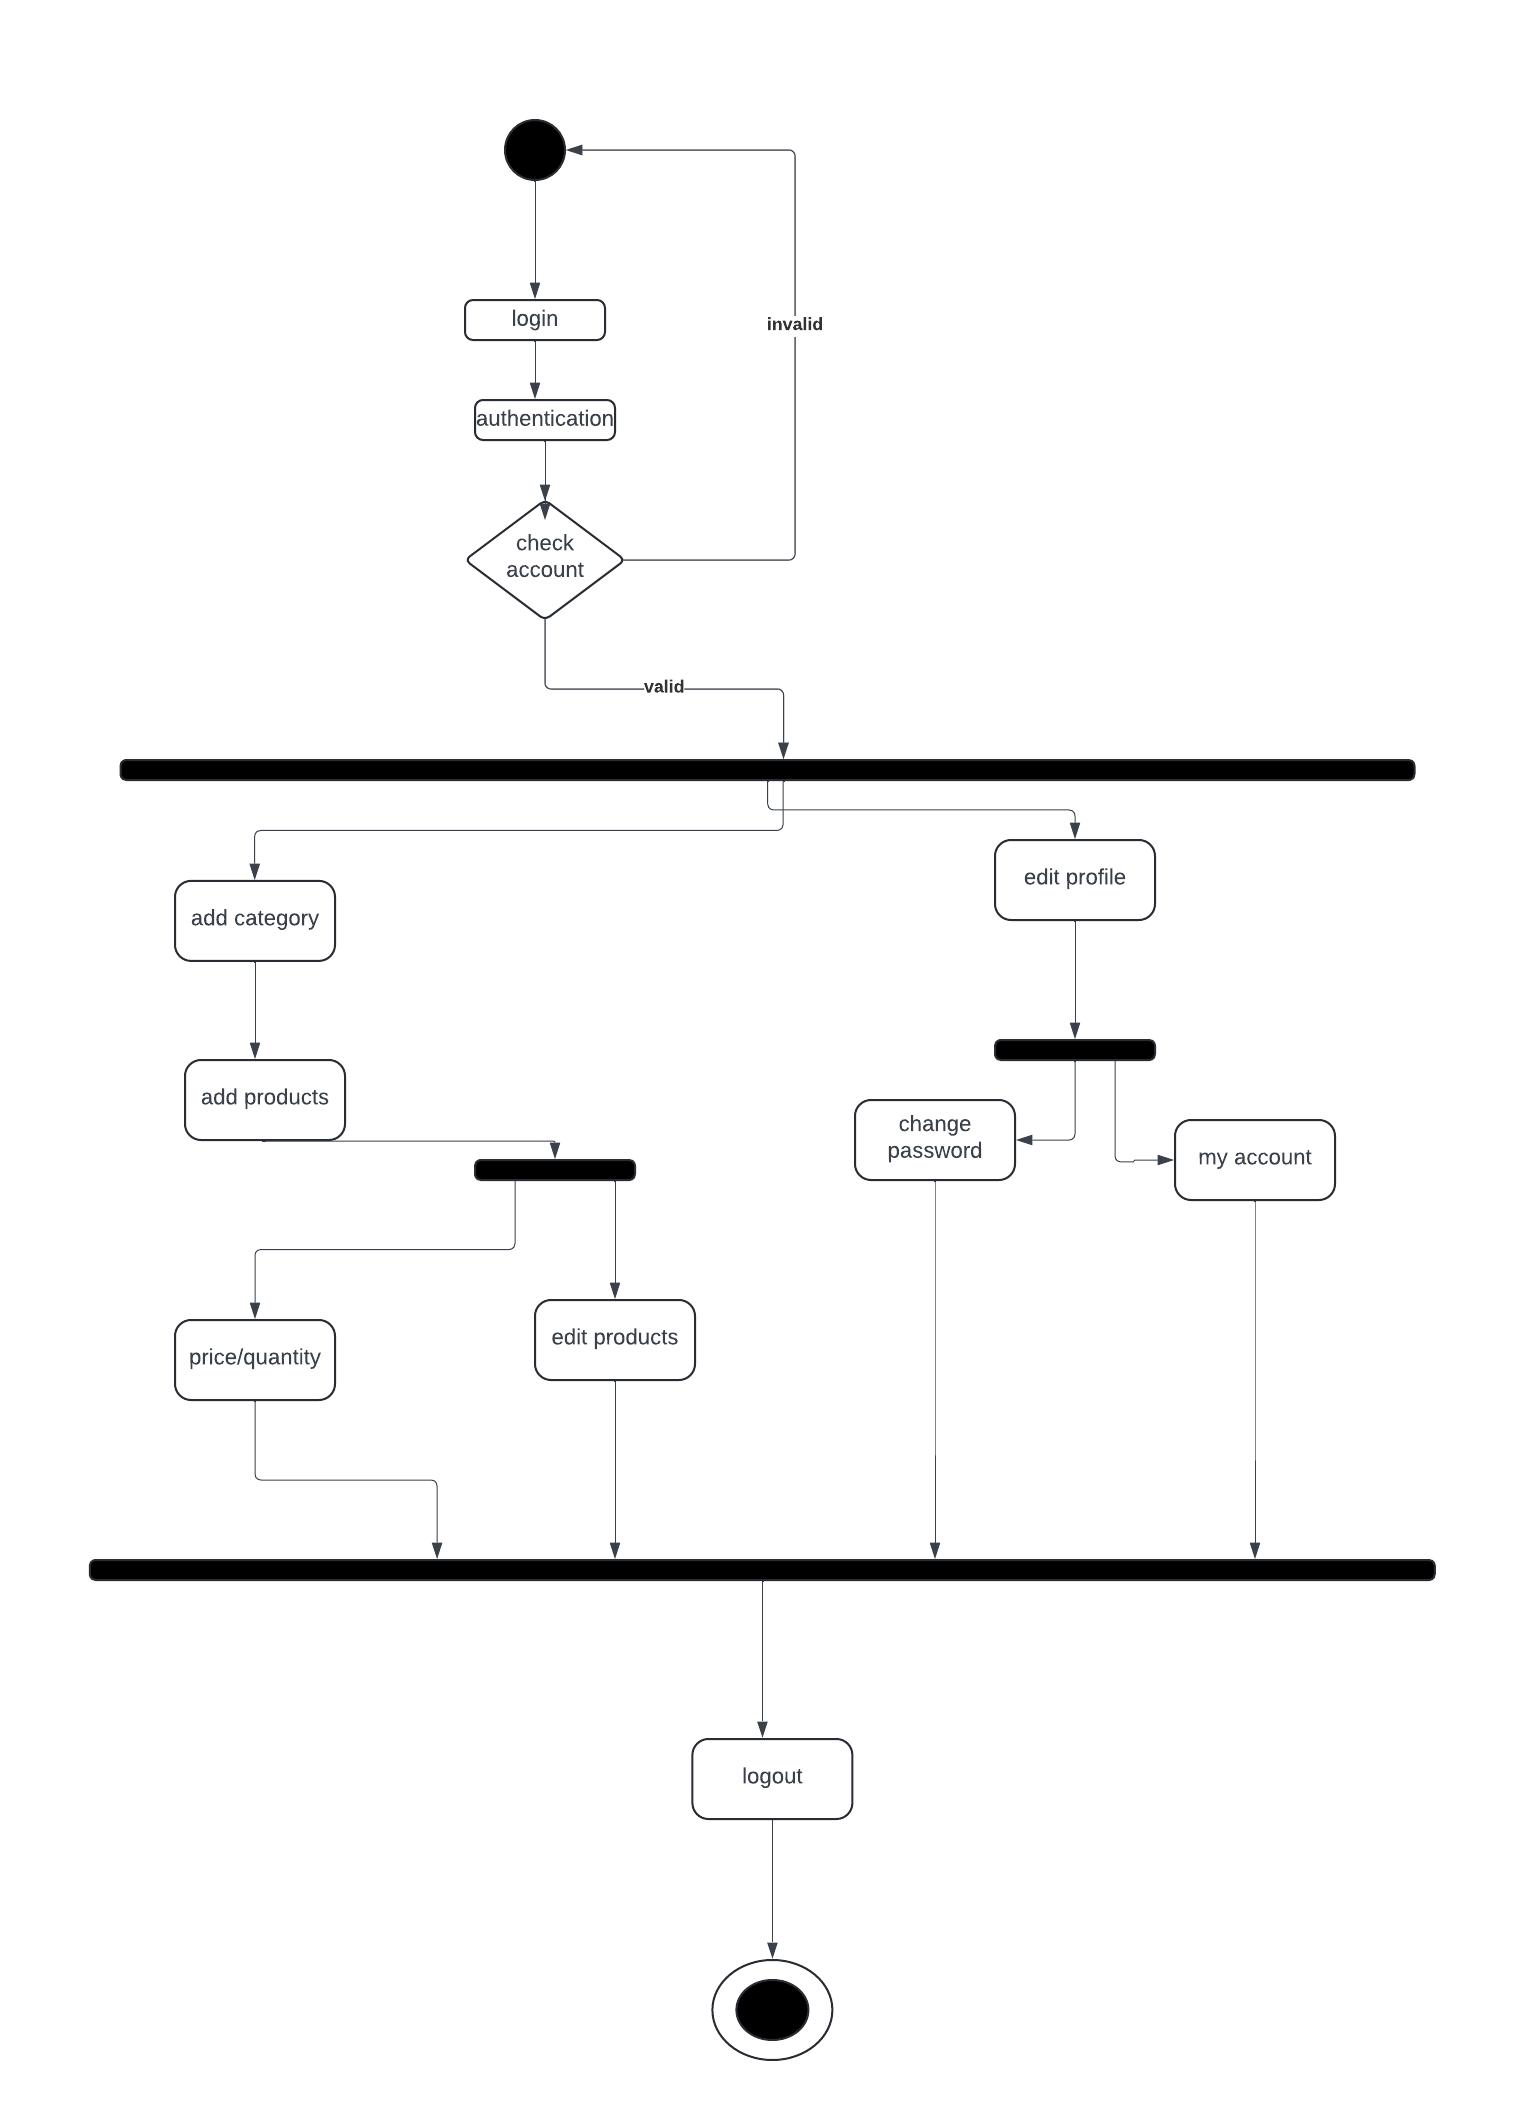 login
invalid
authentication
check
account
valid
edit profile
add category
add products
change
password
my account
edit products
price/quantity
logout